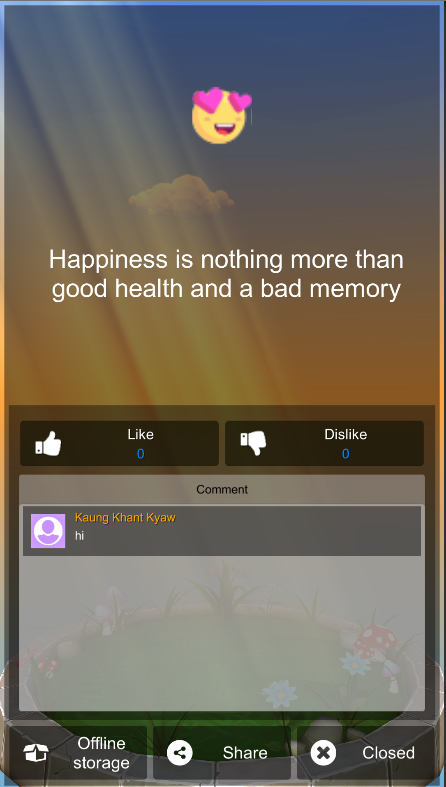 Happiness is nothing more than
good health and a bad memory
Like
0
Dislike
0
Comment
Kaung Khant Kyaw
hi
Offline
storage
Share
Closed